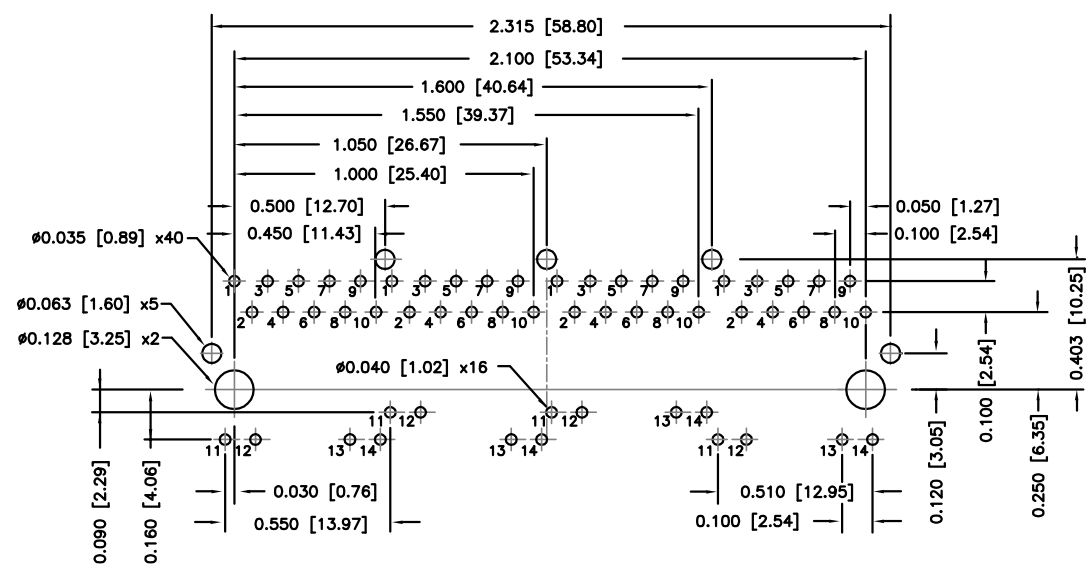 2.315 [58.80]
2.100 [53.34]
1.600 [40.64]
1.550 [39.37]
1.050 [26.67]
1.000 [25.40]
0.500 [12.70]
0.050 [1.27]
0.450 [11.43]
0.100 [2.54]
ø0.035 [0.89] x40
1 3 5 7 9 1 3 5 7 9 1 3 5 7 9 1 3 5 7 9
ø0.063 [1.60] x5
2 4 6 8 10 2 4 6 8 10 2 4 6 8 10 2 4 6 8 10
ø0.128 [3.25] x2
ø0.040 [1.02] x16
11 12 11 12 13 14
11 12 13 14 13 14 11 12 13 14
0.090 [2.29]
0.160 [4.06]
0.030 [0.76]
0.550 [13.97]
0.510 [12.95]
0.100 [2.54]
0.120 [3.05]
0.100 [2.54]
0.250 [6.35]
0.403 [10.25]